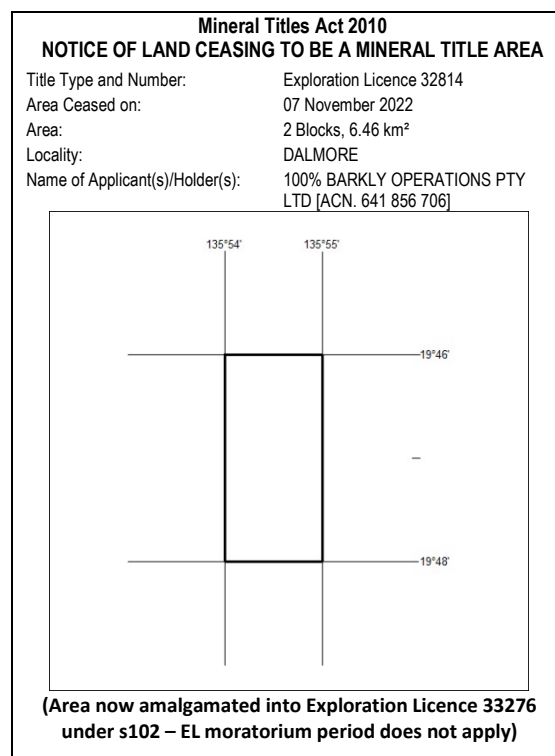 Mineral Titles Act 2010
NOTICE OF LAND CEASING TO BE A MINERAL TITLE AREA
Title Type and Number: Exploration Licence 32814
Area Ceased on: 07 November 2022
Area: 2 Blocks, 6.46 km²
Locality: DALMORE
Name of Applicant(s)/Holder(s): 100% BARKLY OPERATIONS PTY
LTD [ACN. 641 856 706]
135°54' 135°55'
19°46'
19°48'
(Area now amalgamated into Exploration Licence 33276
under s102 – EL moratorium period does not apply)